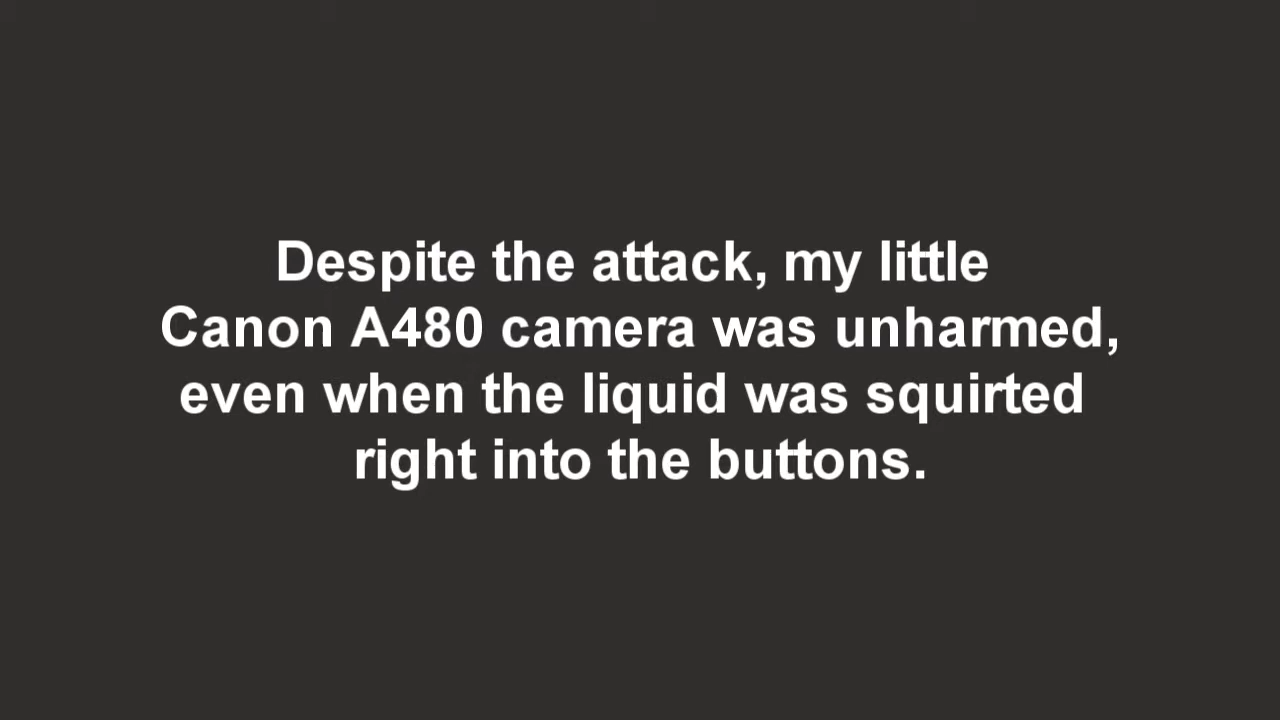 Despite the attack, my little
Canon A480 camera was unharmed,
even when the liquid was squirted
right into the buttons.